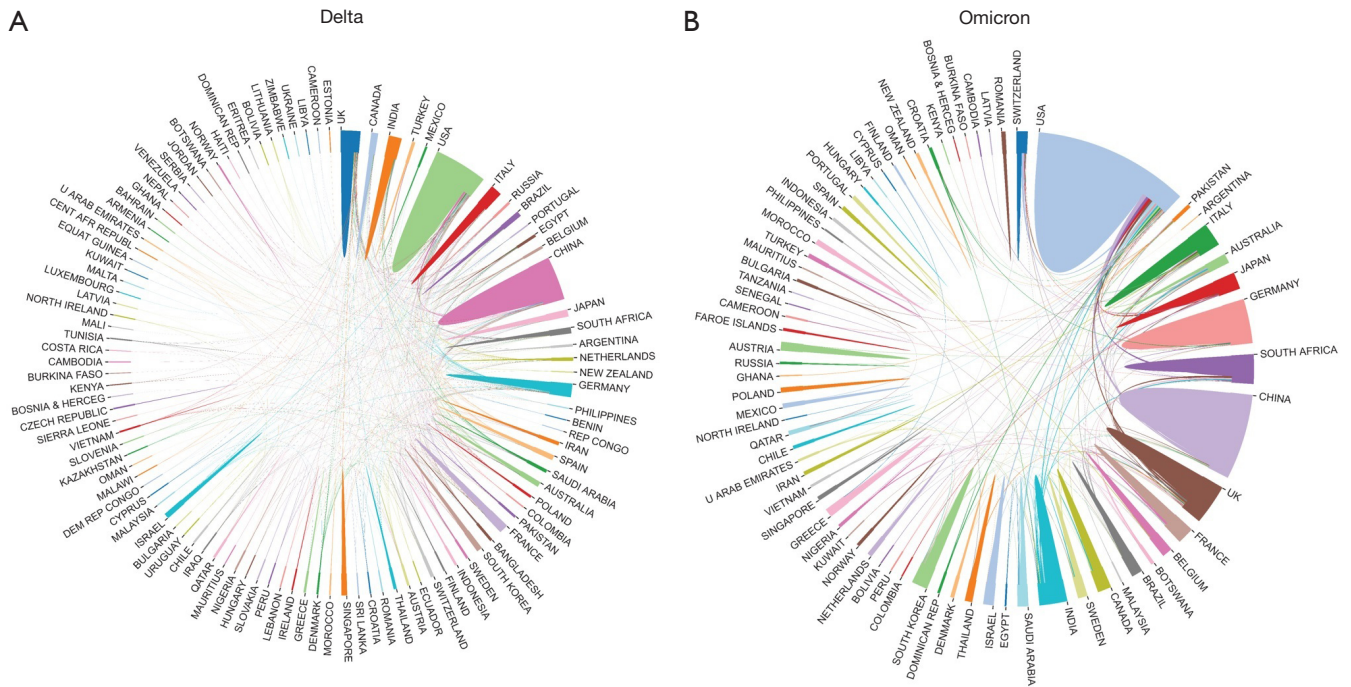 A
Delta
UK
CANADA
INDIA
TURKEY
MEXICO
USA
ITALY
RUSSIA
BRAZIL
PORTUGAL
EGYPT
BELGIUM
CHINA
JAPAN
SOUTH AFRICA
ARGENTINA
NETHERLANDS
NEW ZEALAND
GERMANY
PHILIPPINES
BENIN
REP CONGO
IRAN
SPAIN
SAUDI ARABIA
AUSTRALIA
POLAND
COLOMBIA
PAKISTAN
FRANCE
BANGLADESH
SOUTH KOREA
SWEDEN
INDONESIA
FINLAND
SWITZERLAND
ECUADOR
AUSTRIA
THAILAND
ROMANIA
CROATIA
SRI LANKA
SINGAPORE
MOROCCO
DENMARK
GREECE
IRELAND
LEBANON
PERU
SLOVAKIA
HUNGARY
NIGERIA
MAURITIUS
QATAR
IRAQ
CHILE
URUGUAY
BULGARIA
ISRAEL
MALAYSIA
CYPRUS
DEM REP CONGO
MALAWI
OMAN
KAZAKHSTAN
SLOVENIA
VIETNAM
SIERRA LEONE
CZECH REPUBLIC
BOSNIA & HERCEG
KENYA
BURKINA FASO
CAMBODIA
COSTA RICA
TUNISIA
MALI
NORTH IRELAND
LATVIA
LUXEMBOURG
MALTA
KUWAIT
EQUAT GUINEA
CENT AFR REPUBL
U ARAB EMIRATES
ARMENIA
BAHRAIN
GHANA
NEPAL
VENEZUELA
SERBIA
JORDAN
BOTSWANA
NORWAY
HAITI
DOMINICAN REP
ERITREA
BOLIVIA
LITHUANIA
ZIMBABWE
UKRAINE
LIBYA
CAMEROON
ESTONIA
B
Omicron
USA
PAKISTAN
ARGENTINA
ITALY
AUSTRALIA
JAPAN
GERMANY
SOUTH AFRICA
CHINA
UK
FRANCE
BELGIUM
BOTSWANA
BRAZIL
MALAYSIA
CANADA
SWEDEN
INDIA
SAUDI ARABIA
EGYPT
ISRAEL
THAILAND
DENMARK
DOMINICAN REP
SOUTH KOREA
COLOMBIA
PERU
BOLIVIA
NETHERLANDS
NORWAY
KUWAIT
NIGERIA
GREECE
SINGAPORE
VIETNAM
IRAN
U ARAB EMIRATES
CHILE
QATAR
NORTH IRELAND
MEXICO
POLAND
GHANA
RUSSIA
AUSTRIA
FAROE ISLANDS
CAMEROON
SENEGAL
TANZANIA
BULGARIA
MAURITIUS
TURKEY
MOROCCO
PHILIPPINES
INDONESIA
SPAIN
PORTUGAL
HUNGARY
LIBYA
CYPRUS
FINLAND
OMAN
NEW ZEALAND
CROATIA
KENYA
BOSNIA & HERCEG
BURKINA FASO
CAMBODIA
LATVIA
ROMANIA
SWITZERLAND